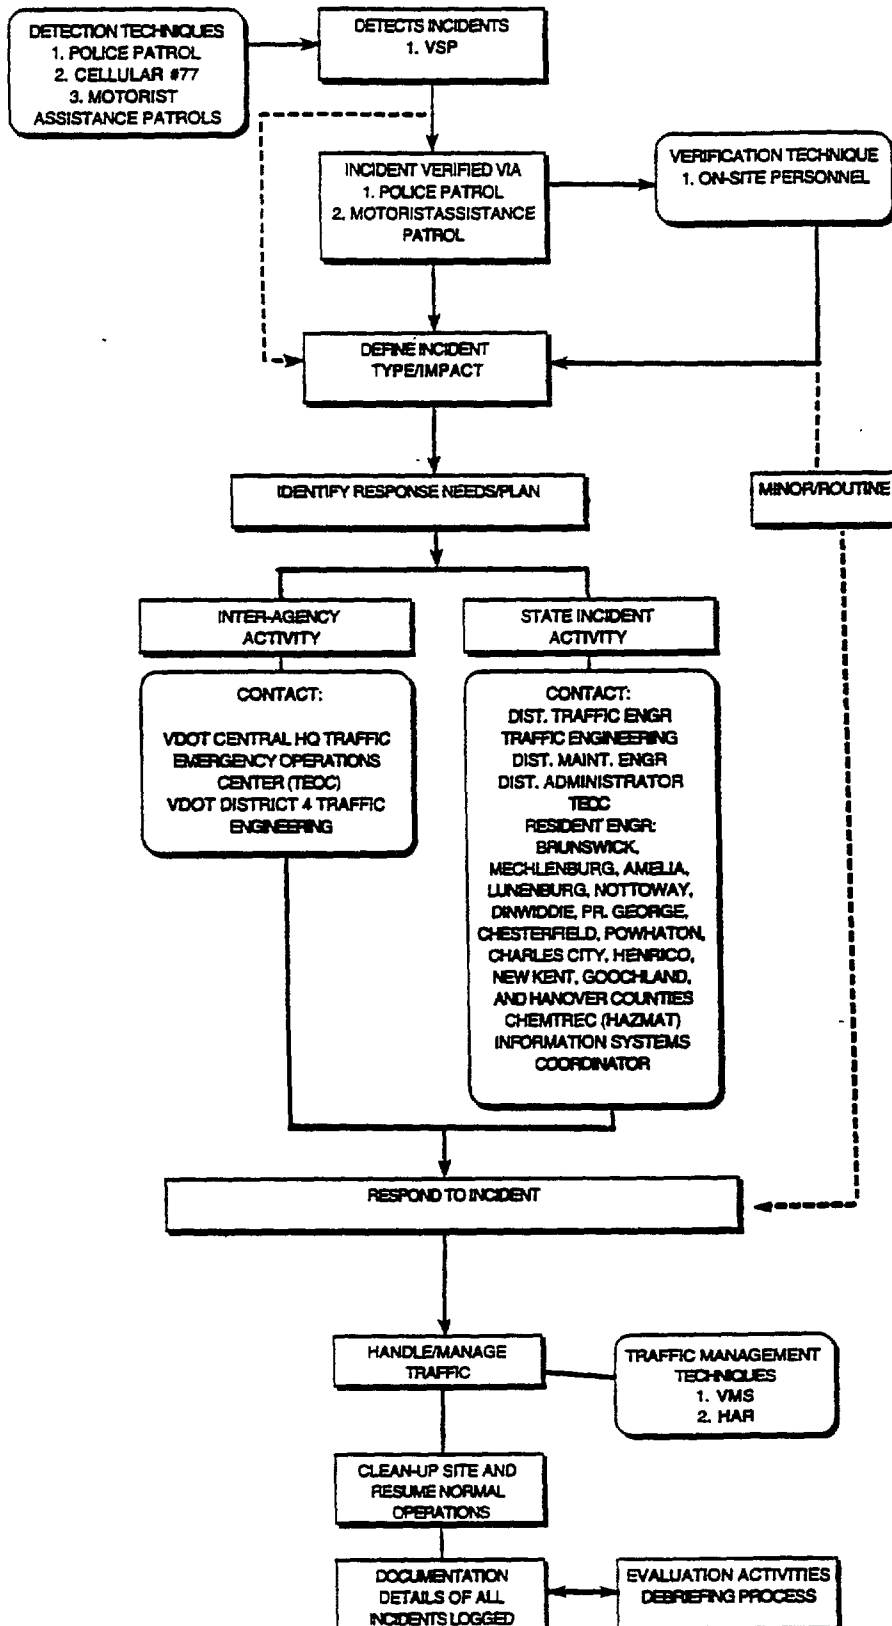 DETECTION TECHNIQUES
1. POLICE PATROL
2. CELLULAR #77
3. MOTORIST
ASSISTANCE PATROLS
DETECTS INCIDENTS
1. VSP
INCIDENT VERIFIED VIA
1. POLICE PATROL
2. MOTORISTASSISTANCE
PATROL
VERIFICATION TECHNIQUE
1. ON-SITE PERSONNEL
DEFINE INCIDENT
TYPE/IMPACT
IDENTIFY RESPONSE NEEDS/PLAN
MINOR/ROUTINE
INTER-AGENCY
ACTIVITY
STATE INCIDENT
ACTIVITY
CONTACT:
VDOT CENTRAL HQ TRAFFIC
EMERGENCY OPERATIONS
CENTER (TEOC)
VDOT DISTRICT 4 TRAFFIC
ENGINEERING
CONTACT:
DIST. TRAFFIC ENGR
TRAFFIC ENGINEERING
DIST. MAINT. ENGR
DIST. ADMINISTRATOR
TEOC
RESIDENT ENGR:
BRUNSWICK,
MECHLENBURG, AMELIA,
LUNENBURG, NOTTOWAY,
DINWIDDIE, PR. GEORGE,
CHESTERFIELD, POWHATON,
CHARLES CITY, HENRICO,
NEW KENT, GOOCHLAND,
AND HANOVER COUNTIES
CHEMTREC (HAZMAT)
INFORMATION SYSTEMS
COORDINATOR
RESPOND TO INCIDENT
HANDLE/MANAGE
TRAFFIC
TRAFFIC MANAGEMENT
TECHNIQUES
1. VMS
2. HAR
CLEAN-UP SITE AND
RESUME NORMAL
OPERATIONS
DOCUMENTATION
DETAILS OF ALL
INCIDENTS LOGGED
EVALUATION ACTIVITIES
DEBRIEFING PROCESS